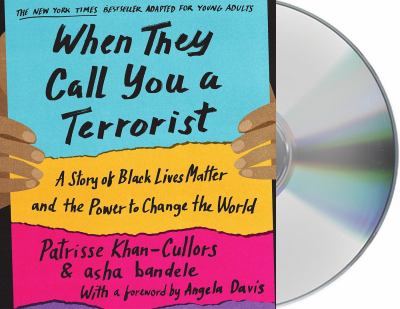 THE NEW YORK TIMES BESTSELLER ADAPTED FOR YOUNG ADULTS
When They
Call You a
Terrorist
A Story of Black Lives Matter
and the Power to Change the World
Patrisse Khan-Cullors
& asha bandele
With a foreword by Angela Davis